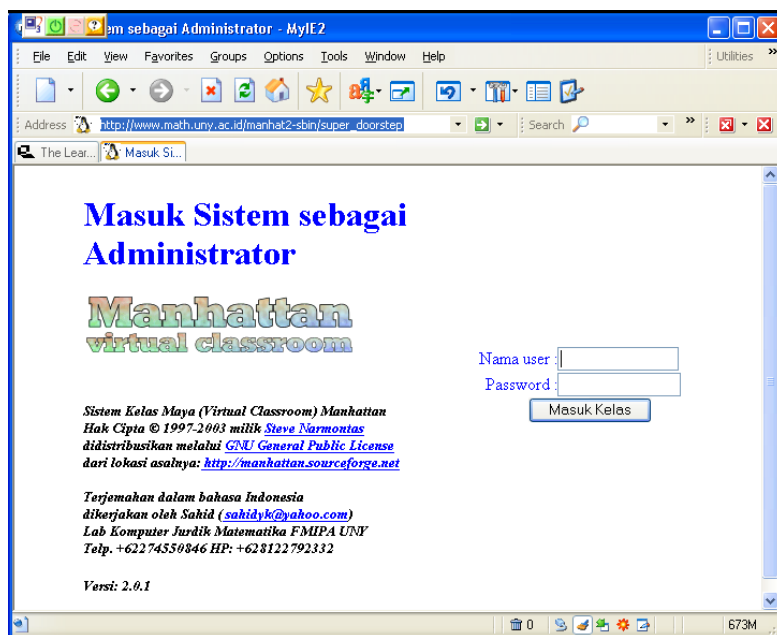 em sebagai Administrator - MyIE2
File Edit View Favorites Groups Options Tools Window Help Utilities »
Address http://www.math.uny.ac.id/manhat2-sbin/super_doorstep Search »
The Lear... Masuk Si...
Masuk Sistem sebagai
Administrator
Manhattan
virtual classroom
Nama user :
Password :
Masuk Kelas
Sistem Kelas Maya (Virtual Classroom) Manhattan
Hak Cipta © 1997-2003 milik Steve Narmontas
didistribusikan melalui GNU General Public License
dari lokasi asalnya: http://manhattan.sourceforge.net
Terjemahan dalam bahasa Indonesia
dikerjakan oleh Sahid (sahidyk@yahoo.com)
Lab Komputer Jurdik Matematika FMIPA UNY
Telp. +62274550846 HP: +628122792332
Versi: 2.0.1
0 673M